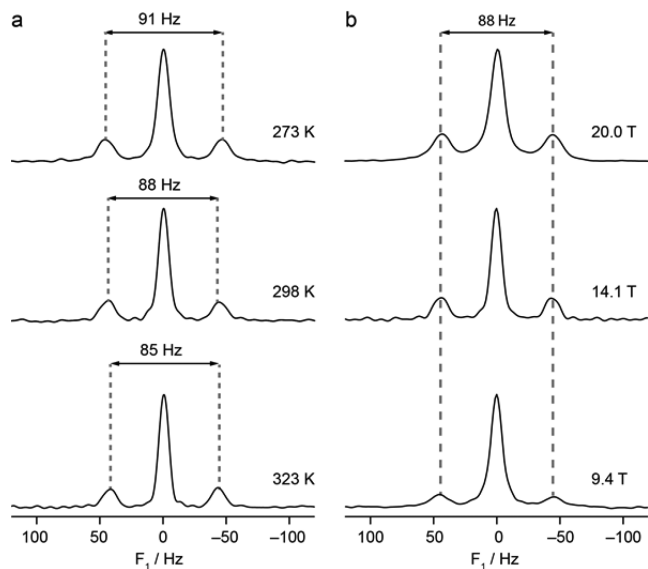 a
91 Hz
273 K
88 Hz
298 K
85 Hz
323 K
100 50 0 –50 –100
F1 / Hz
b
88 Hz
20.0 T
14.1 T
9.4 T
100 50 0 –50 –100
F1 / Hz